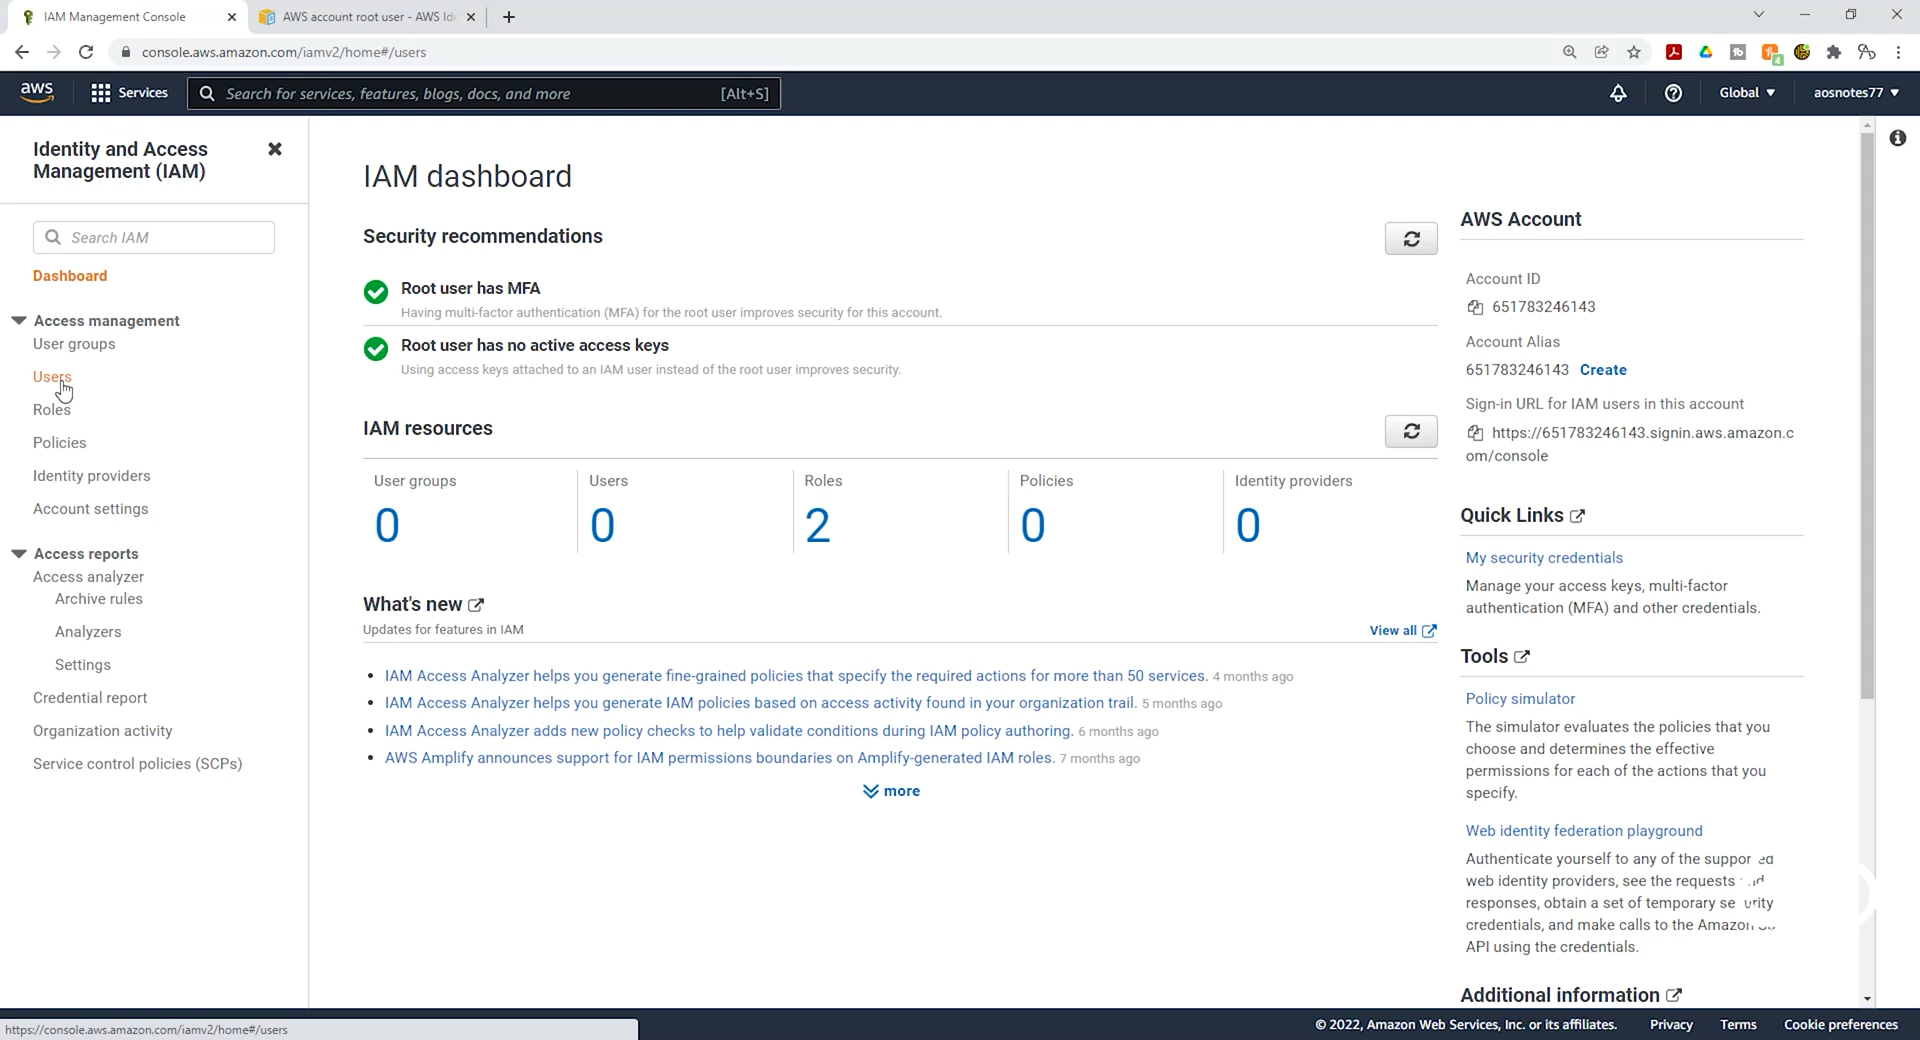 IAM Management Console
AWS account root user - AWS Ide
console.aws.amazon.com/iamv2/home#/users
4
aws
Services
Search for services, features, blogs, docs, and more
[Alt+S]
Global
aosnotes77
Identity and Access
Management (IAM)
Search IAM
Dashboard
Access management
User groups
Users
Roles
Policies
Identity providers
Account settings
Access reports
Access analyzer
Archive rules
Analyzers
Settings
Credential report
Organization activity
Service control policies (SCPs)
IAM dashboard
Security recommendations
Root user has MFA
Having multi-factor authentication (MFA) for the root user improves security for this account.
Root user has no active access keys
Using access keys attached to an IAM user instead of the root user improves security.
IAM resources
User groups
0
Users
0
Roles
2
Policies
0
Identity providers
0
What's new
Updates for features in IAM
View all
IAM Access Analyzer helps you generate fine-grained policies that specify the required actions for more than 50 services. 4 months ago
IAM Access Analyzer helps you generate IAM policies based on access activity found in your organization trail. 5 months ago
IAM Access Analyzer adds new policy checks to help validate conditions during IAM policy authoring. 6 months ago
AWS Amplify announces support for IAM permissions boundaries on Amplify-generated IAM roles. 7 months ago
more
AWS Account
Account ID
651783246143
Account Alias
651783246143 Create
Sign-in URL for IAM users in this account
https://651783246143.signin.aws.amazon.c
om/console
Quick Links
My security credentials
Manage your access keys, multi-factor
authentication (MFA) and other credentials.
Tools
Policy simulator
The simulator evaluates the policies that you
choose and determines the effective
permissions for each of the actions that you
specify.
Web identity federation playground
Authenticate yourself to any of the supported
web identity providers, see the requests and
responses, obtain a set of temporary security
credentials, and make calls to the Amazon
API using the credentials.
Additional information
https://console.aws.amazon.com/iamv2/home#/users
© 2022, Amazon Web Services, Inc. or its affiliates.
Privacy
Terms
Cookie preferences